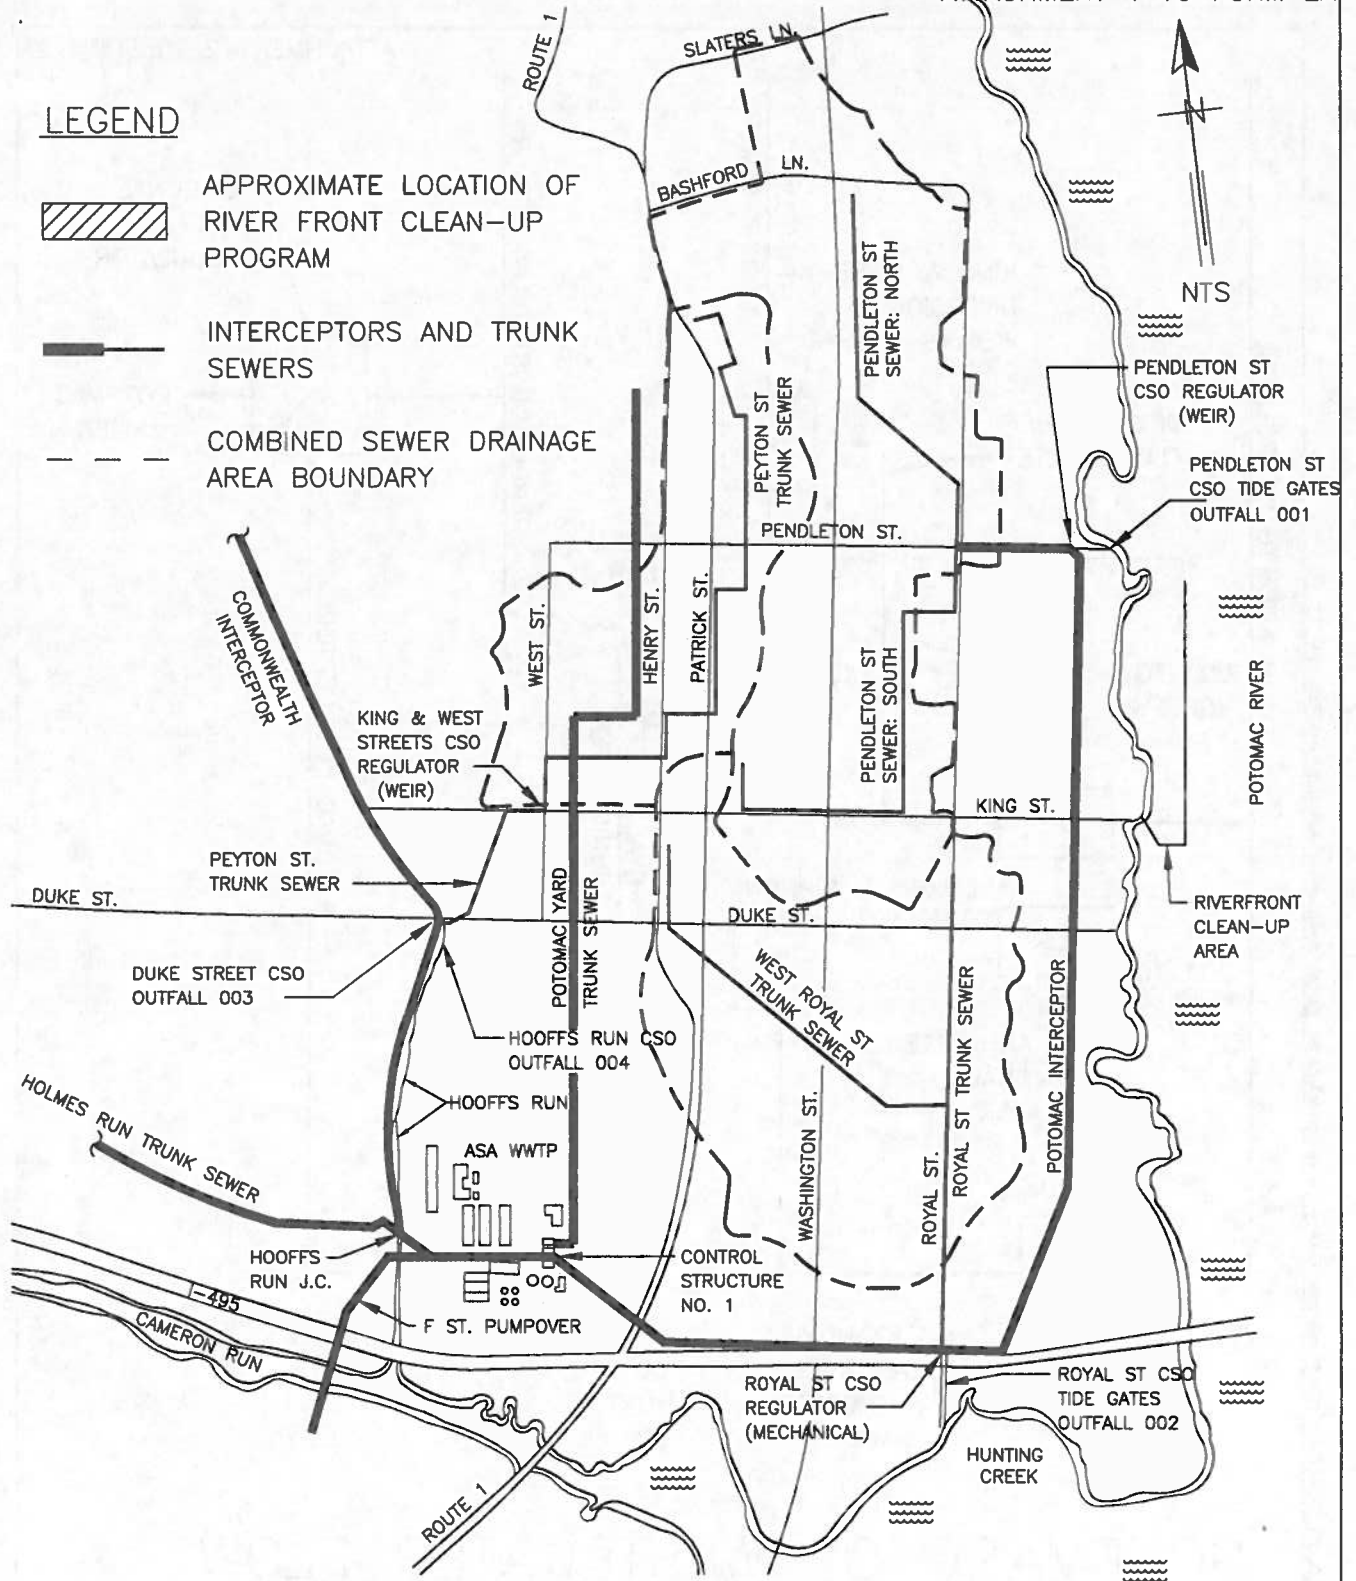 ROUTE 1
SLATERS LN.
LEGEND
APPROXIMATE LOCATION OF
RIVER FRONT CLEAN-UP
PROGRAM
INTERCEPTORS AND TRUNK
SEWERS
COMBINED SEWER DRAINAGE
AREA BOUNDARY
BASHFORD LN.
N
NTS
PENDLETON ST
SEWER: NORTH
PEYTON ST
TRUNK SEWER
PENDLETON ST
CSO REGULATOR
(WEIR)
PENDLETON ST
CSO TIDE GATES
OUTFALL 001
PENDLETON ST.
COMMONWEALTH
INTERCEPTOR
WEST ST.
HENRY ST.
PATRICK ST.
PENDLETON ST
SEWER: SOUTH
POTOMAC RIVER
KING & WEST
STREETS CSO
REGULATOR
(WEIR)
KING ST.
PEYTON ST.
TRUNK SEWER
DUKE ST.
DUKE ST.
POTOMAC YARD
TRUNK SEWER
RIVERFRONT
CLEAN-UP
AREA
DUKE STREET CSO
OUTFALL 003
HOOFFS RUN CSO
OUTFALL 004
WEST ROYAL ST
TRUNK SEWER
ROYAL ST TRUNK SEWER
POTOMAC INTERCEPTOR
HOOFFS RUN
HOLMES RUN TRUNK SEWER
ASA WWTP
WASHINGTON ST.
ROYAL ST.
HOOFFS
RUN J.C.
CONTROL
STRUCTURE
NO. 1
-495
CAMERON RUN
F ST. PUMPOVER
ROYAL ST CSO
REGULATOR
(MECHANICAL)
ROYAL ST CSO
TIDE GATES
OUTFALL 002
HUNTING
CREEK
ROUTE 1